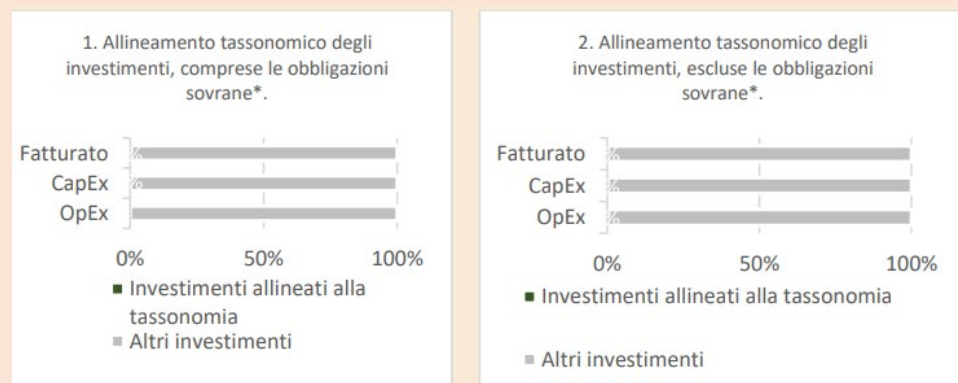 1. Allineamento tassonomico degli
investimenti, comprese le obbligazioni
sovrane*.
Fatturato
%
CapEx
%
OpEx
0% 50% 100%
Investimenti allineati alla
tassonomia
Altri investimenti
2. Allineamento tassonomico degli
investimenti, escluse le obbligazioni
sovrane*.
Fatturato
%
CapEx
%
OpEx
%
0% 50% 100%
Investimenti allineati alla tassonomia
Altri investimenti